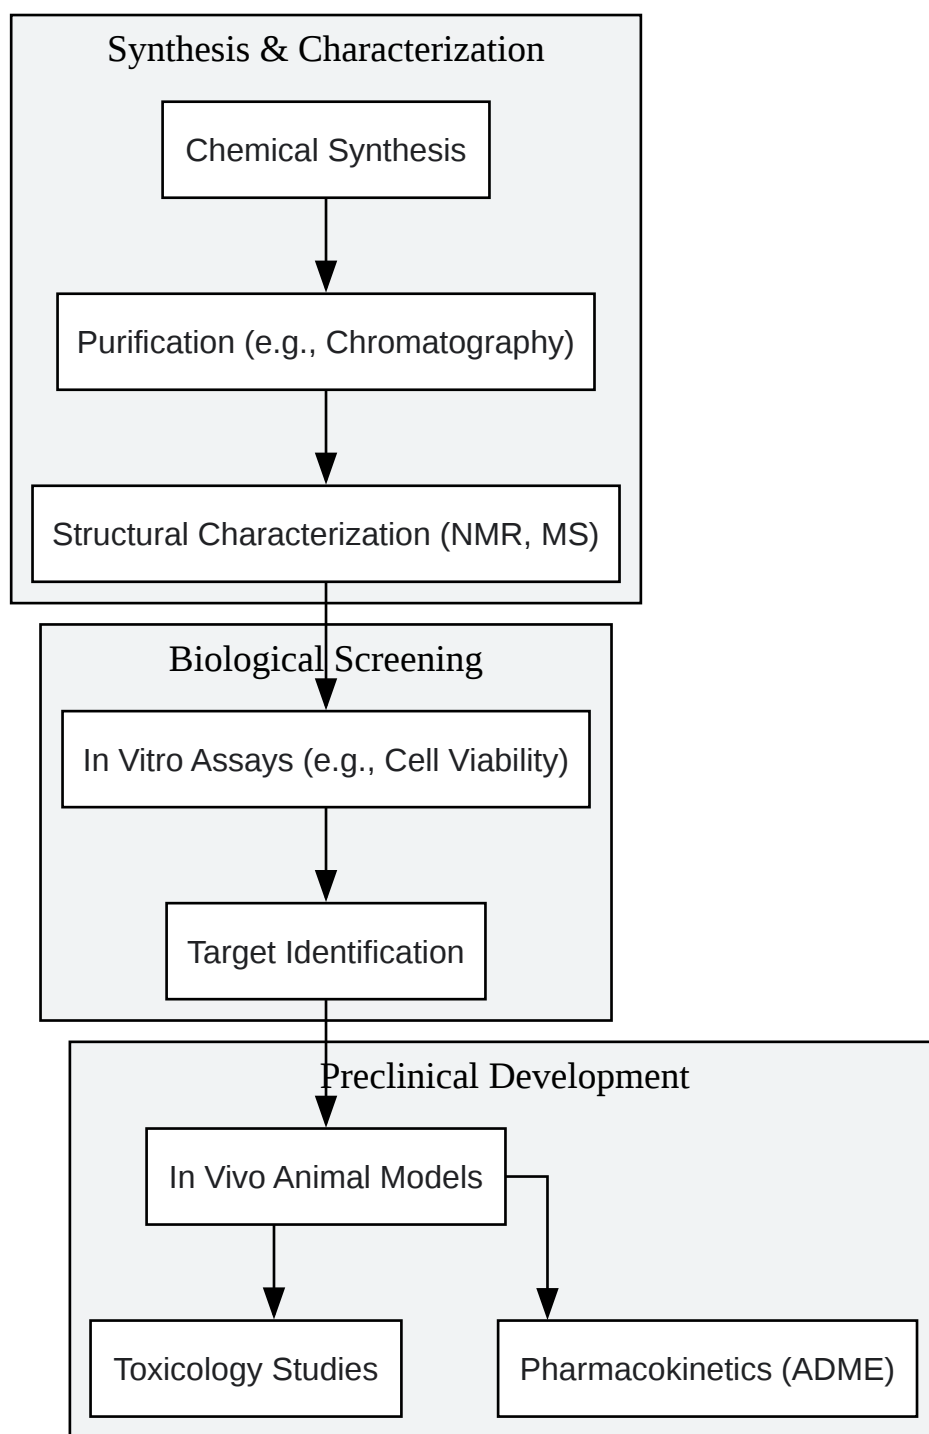 Synthesis & Characterization
Chemical Synthesis
Purification (e.g., Chromatography)
Structural Characterization (NMR, MS)
Biological Screening
In Vitro Assays (e.g., Cell Viability)
Target Identification
Preclinical Development
In Vivo Animal Models
Toxicology Studies
Pharmacokinetics (ADME)